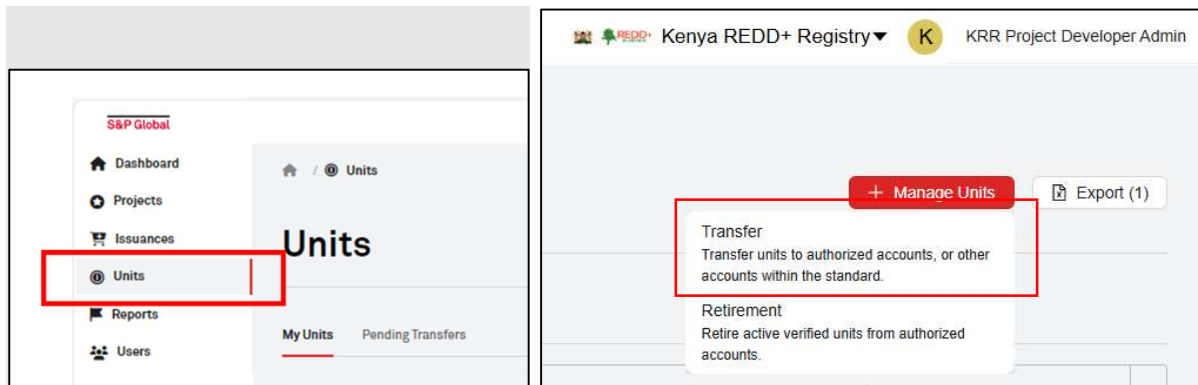 S&P Global
Dashboard
Projects
Issuances
Units
Reports
Users
/ Units
Units
My Units Pending Transfers
REDD+ Kenya REDD+ Registry K KRR Project Developer Admin
+ Manage Units Export (1)
Transfer
Transfer units to authorized accounts, or other
accounts within the standard.
Retirement
Retire active verified units from authorized
accounts.